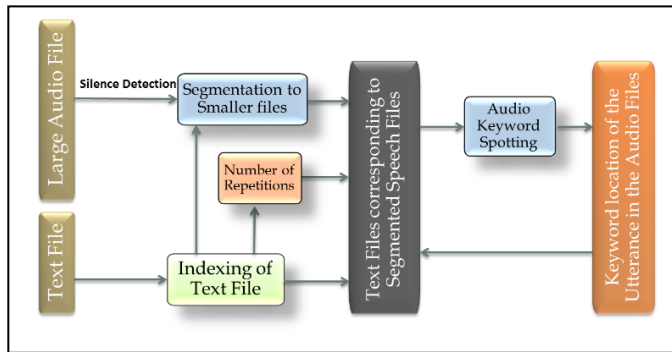 Large Audio File
Silence Detection
Segmentation to
Smaller files
Number of
Repetitions
Text File
Indexing of
Text File
Text Files corresponding to
Segmented Speech Files
Audio
Keyword
Spotting
Keyword location of the
Utterance in the Audio Files